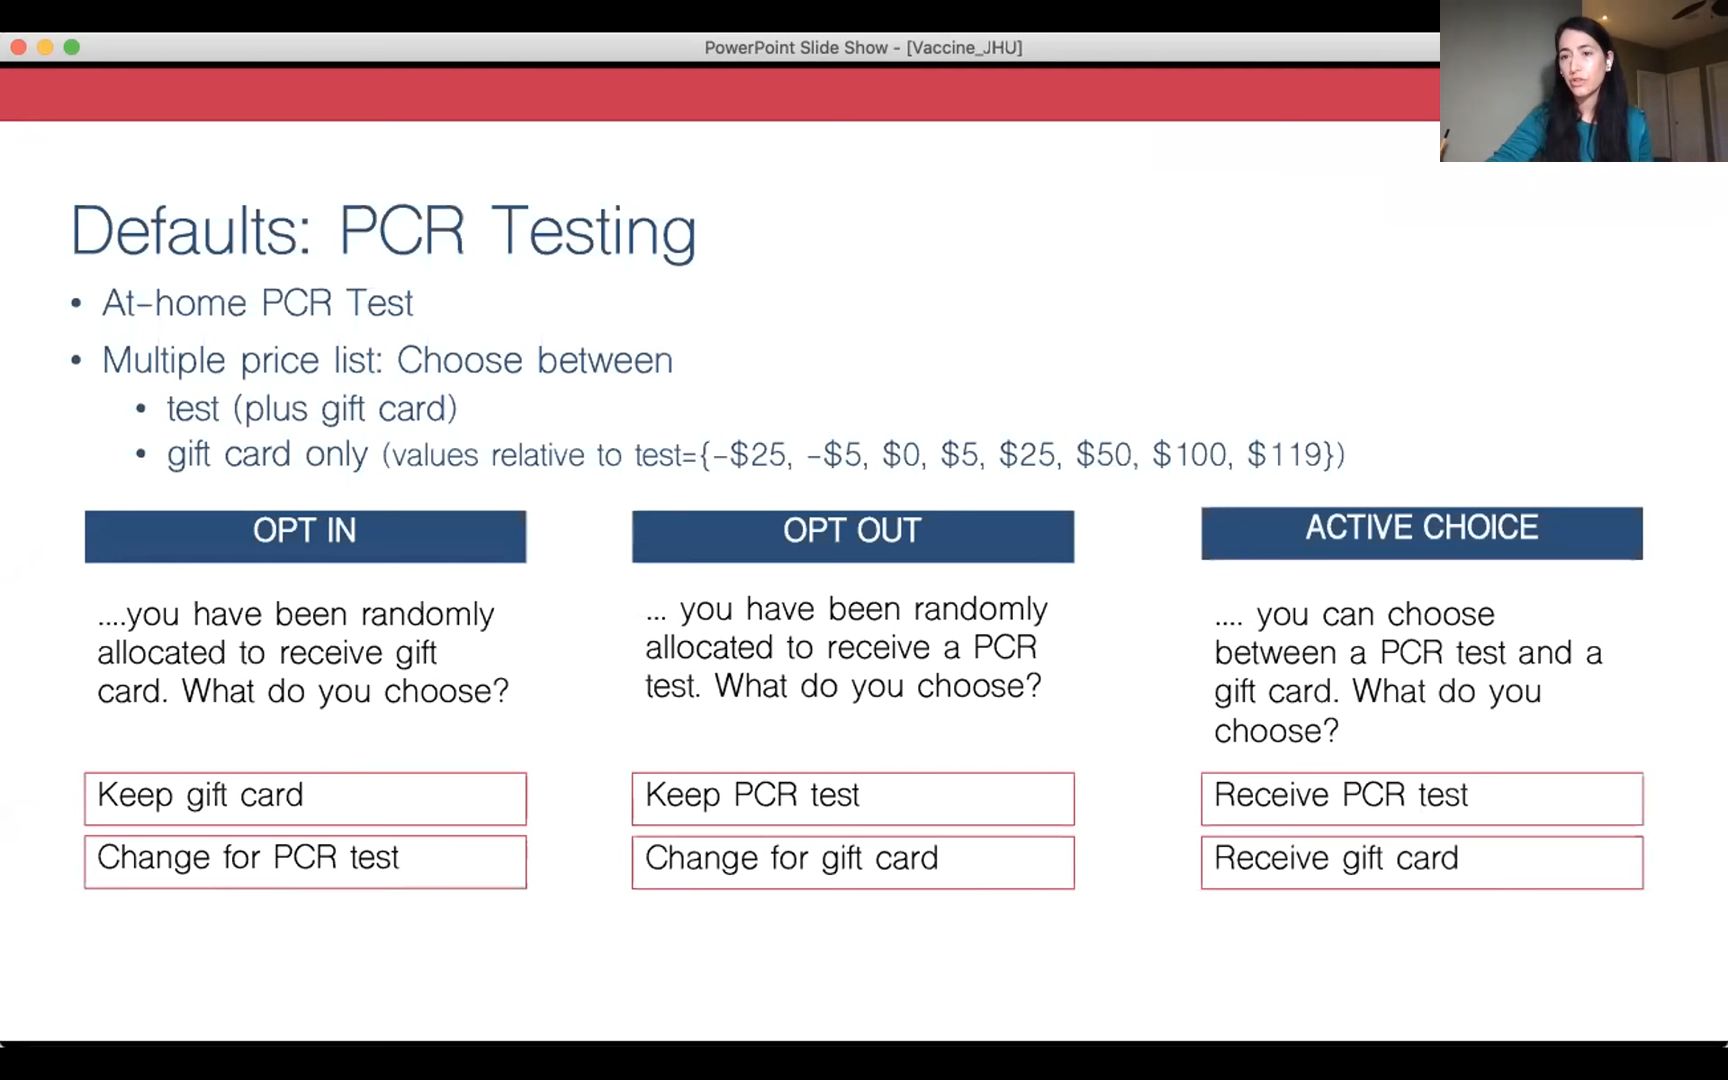 PowerPoint Slide Show - [Vaccine_JHU]
Defaults: PCR Testing
• At-home PCR Test
• Multiple price list: Choose between
• test (plus gift card)
• gift card only (values relative to test={-$25, -$5, $0, $5, $25, $50, $100, $119})
OPT IN
....you have been randomly
allocated to receive gift
card. What do you choose?
Keep gift card
Change for PCR test
OPT OUT
... you have been randomly
allocated to receive a PCR
test. What do you choose?
Keep PCR test
Change for gift card
ACTIVE CHOICE
.... you can choose
between a PCR test and a
gift card. What do you
choose?
Receive PCR test
Receive gift card